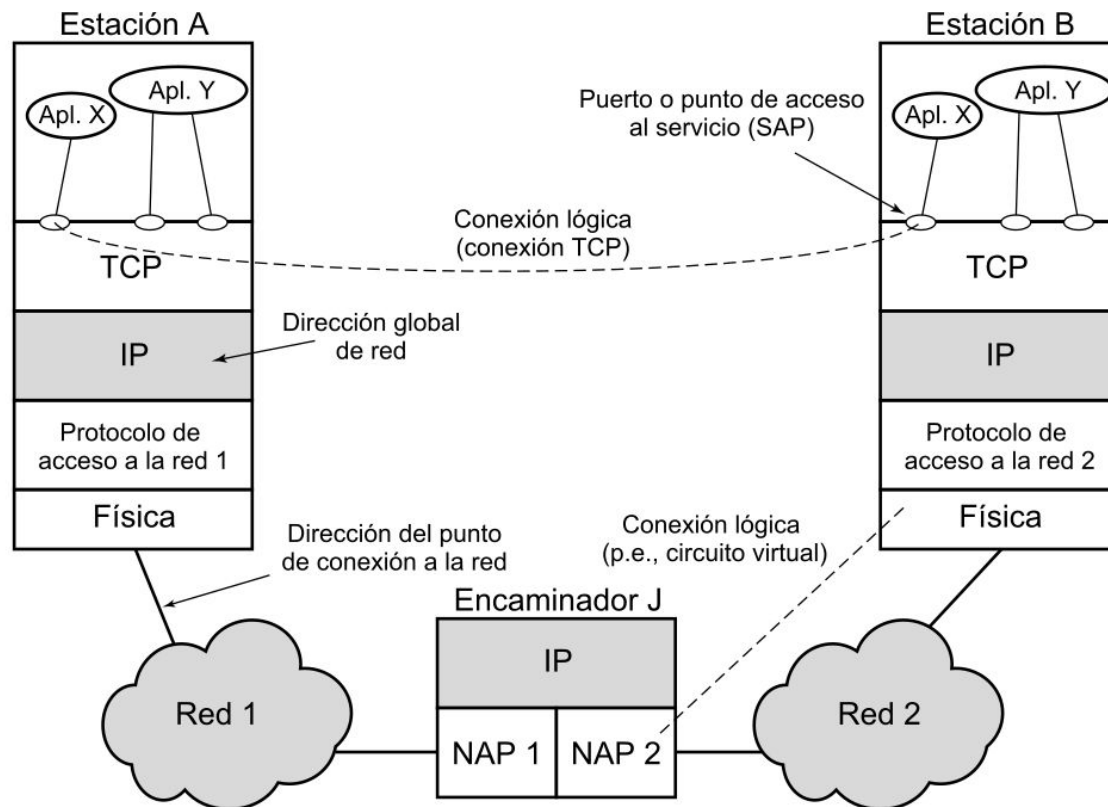 Estación A
Estación B
Apl. X
Apl. Y
Puerto o punto de acceso
al servicio (SAP)
Apl. X
Apl. Y
Conexión lógica
(conexión TCP)
TCP
TCP
Dirección global
de red
IP
IP
Protocolo de
acceso a la red 1
Protocolo de
acceso a la red 2
Física
Física
Dirección del punto
de conexión a la red
Conexión lógica
(p.e., circuito virtual)
Encaminador J
IP
Red 1
NAP 1
NAP 2
Red 2